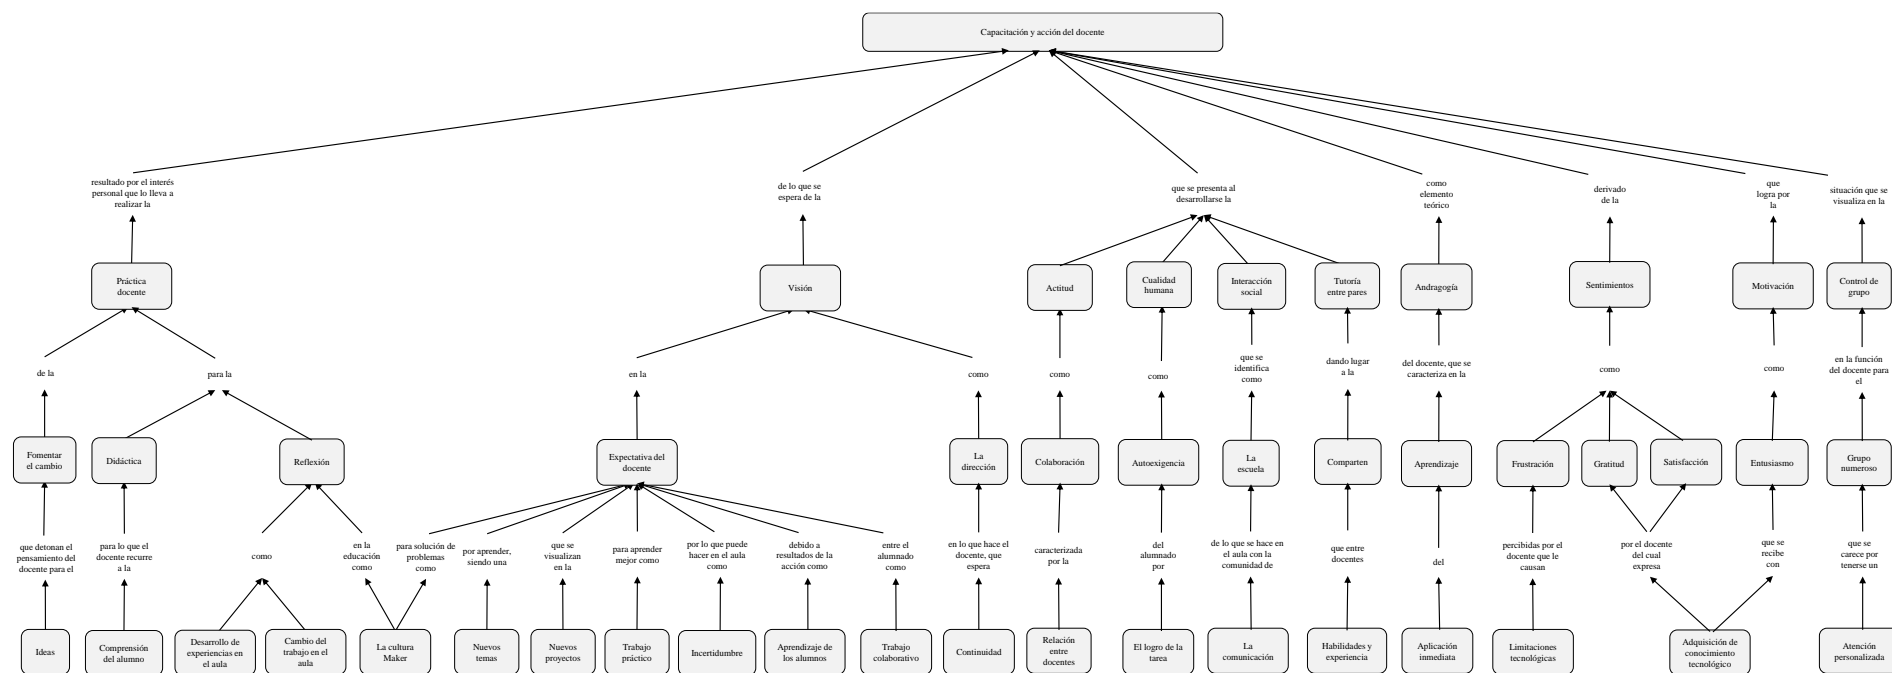 Capacitación y acción del docente
resultado por el interés
personal que lo lleva a
realizar la
de lo que se
espera de la
que se presenta al
desarrollarse la
como
elemento
teórico
derivado
de la
que
logra por
la
situación que se
visualiza en la
Práctica
docente
Visión
Actitud
Cualidad
humana
Interacción
social
Tutoría
entre pares
Andragogía
Sentimientos
Motivación
Control de
grupo
de la
para la
en la
como
como
como
que se
identifica
como
dando lugar
a la
del docente, que se
caracteriza en la
como
como
en la función
del docente para
el
Fomentar
el cambio
Didáctica
Reflexión
Expectativa del
docente
La
dirección
Colaboración
Autoexigencia
La
escuela
Comparten
Aprendizaje
Frustración
Gratitud
Satisfacción
Entusiasmo
Grupo
numeroso
que detonan el
pensamiento del
docente para el
para lo que el
docente recurre
a la
como
en la
educación
como
para solución de
problemas
como
por aprender,
siendo una
que se
visualizan
en la
para aprender
mejor como
por lo que puede
hacer en el aula
como
debido a
resultados de la
acción como
entre el
alumnado
como
en lo que hace el
docente, que
espera
caracterizada
por la
del
alumnado
por
de lo que se hace en
el aula con la
comunidad de
que entre
docentes
del
percibidas por el
docente que le
causan
por el docente
del cual
expresa
que se
recibe
con
que se
carece por
tenerse un
Ideas
Comprensión
del alumno
Desarrollo de
experiencias en
el aula
Cambio del
trabajo en el
aula
La cultura
Maker
Nuevos
temas
Nuevos
proyectos
Trabajo
práctico
Incertidumbre
Aprendizaje de
los alumnos
Trabajo
colaborativo
Continuidad
Relación
entre
docentes
El logro de la
tarea
La
comunicación
Habilidades y
experiencia
Aplicación
inmediata
Limitaciones
tecnológicas
Adquisición de
conocimiento
tecnológico
Atención
personalizada